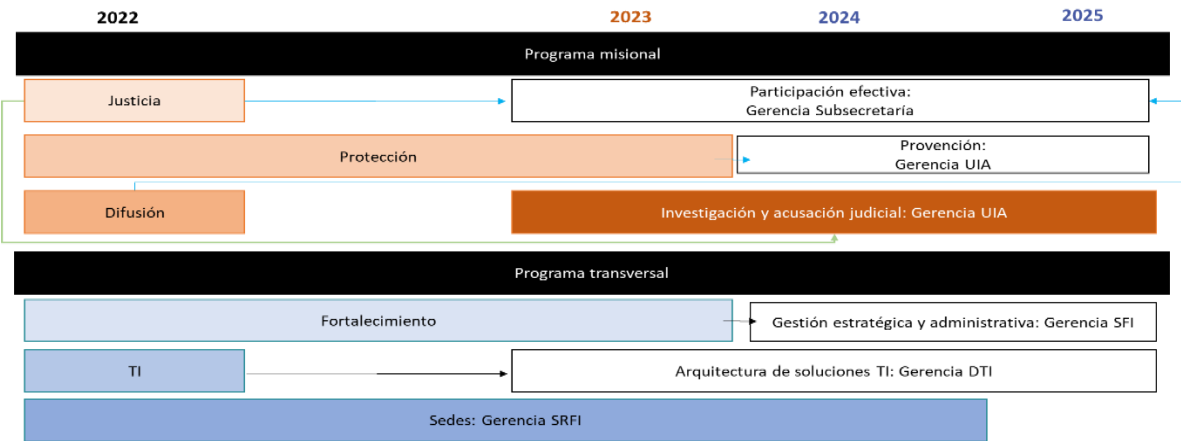 2022 2023 2024 2025
Programa misional
Justicia
Participación efectiva:
Gerencia Subsecretaría
Protección
Provención:
Gerencia UIA
Difusión
Investigación y acusación judicial: Gerencia UIA
Programa transversal
Fortalecimiento
Gestión estratégica y administrativa: Gerencia SFI
TI
Arquitectura de soluciones TI: Gerencia DTI
Sedes: Gerencia SRFI